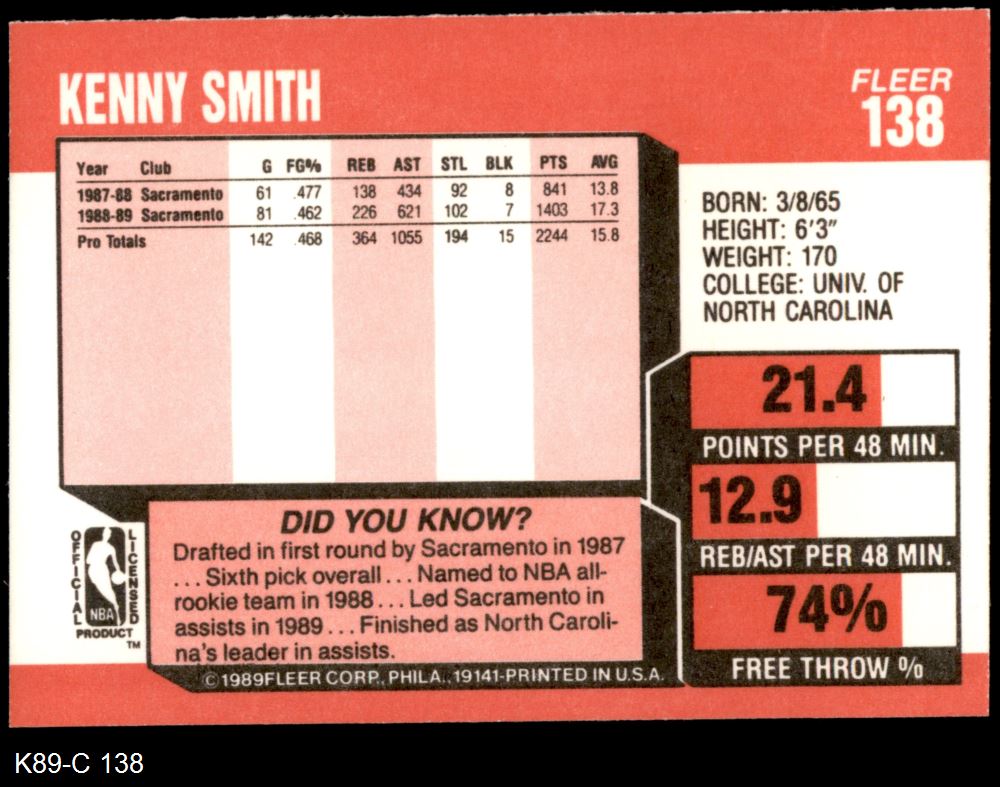 KENNY SMITH
FLEER
138
Year Club G FG% REB AST STL BLK PTS AVG
1987-88 Sacramento 61 .477 138 434 92 8 841 13.8
1988-89 Sacramento 81 .462 226 621 102 7 1403 17.3
Pro Totals 142 .468 364 1055 194 15 2244 15.8
BORN: 3/8/65
HEIGHT: 6'3"
WEIGHT: 170
COLLEGE: UNIV. OF
NORTH CAROLINA
21.4
POINTS PER 48 MIN.
12.9
REB/AST PER 48 MIN.
74%
FREE THROW %
DID YOU KNOW?
Drafted in first round by Sacramento in 1987
... Sixth pick overall ... Named to NBA all-
rookie team in 1988 ... Led Sacramento in
assists in 1989 ... Finished as North Caroli-
na's leader in assists.
OFFICIAL
LICENSED
NBA
PRODUCT
TM
©1989 FLEER CORP., PHILA., 19141-PRINTED IN U.S.A.
K89-C 138